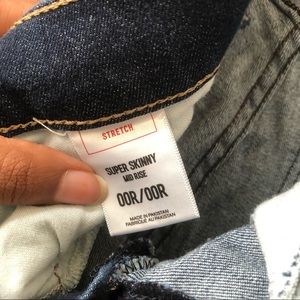 STRETCH
SUPER SKINNY
MID RISE
00R/00R
MADE IN PAKISTAN
FABRIQUÉ AU PAKISTAN